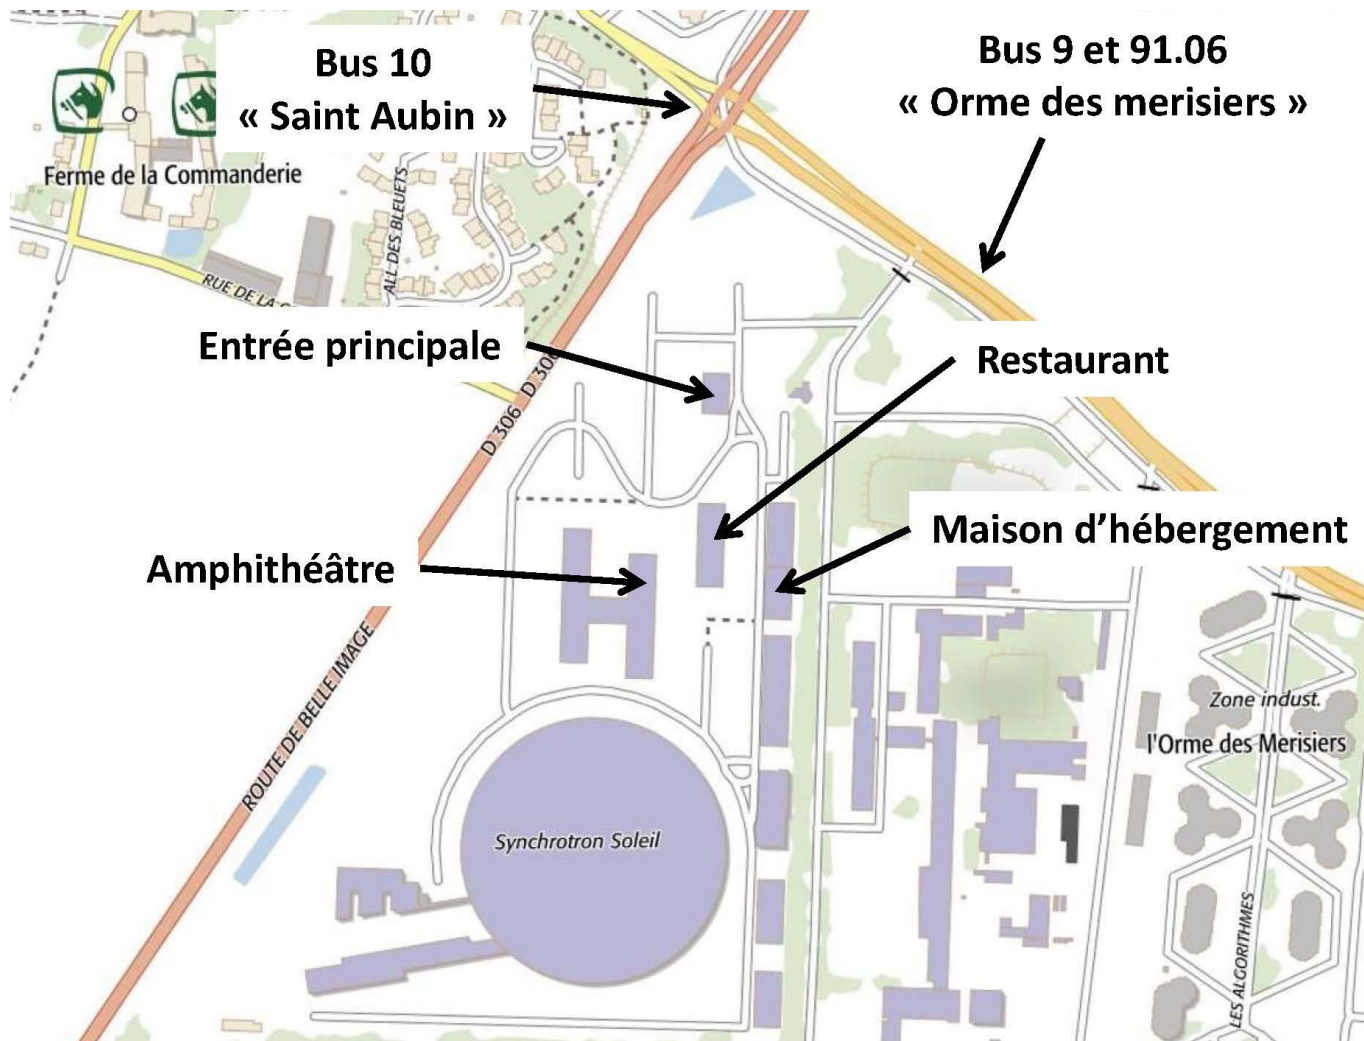 Bus 10
« Saint Aubin »
Bus 9 et 91.06
« Orme des merisiers »
Ferme de la Commanderie
ALL DES BLEUETS
RUE DE LA
Entrée principale
Restaurant
D 306 D 306
Maison d’hébergement
Amphithéâtre
ROUTE DE BELLE IMAGE
Zone indust.
l'Orme des Merisiers
Synchrotron Soleil
LES ALGORITHMES